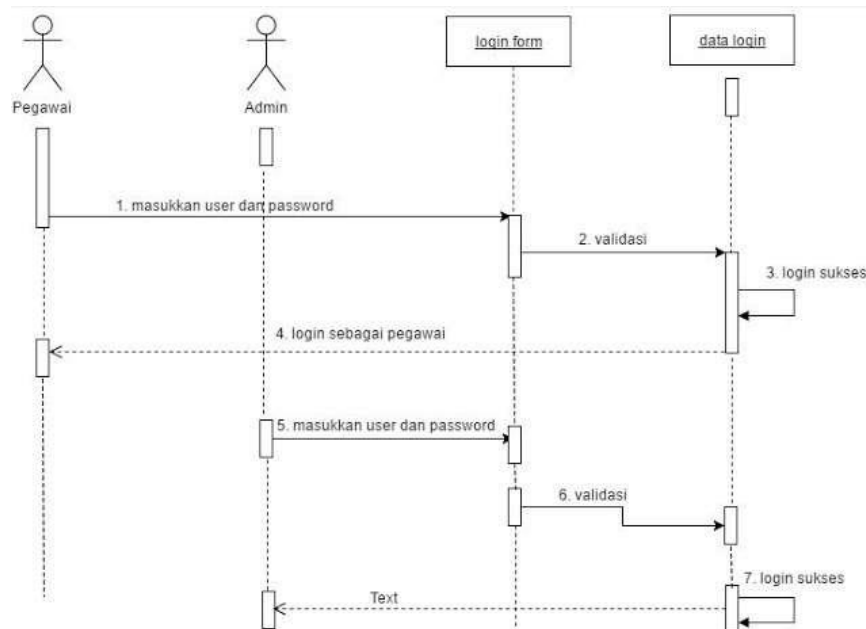 login form
data login
Pegawai
Admin
1. masukkan user dan password
2. validasi
3. login sukses
4. login sebagai pegawai
5. masukkan user dan password
6. validasi
7. login sukses
Text